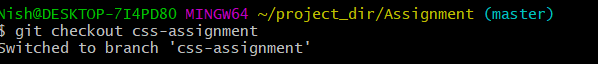 Nish@DESKTOP-7I4PD80 MINGW64 ~/project_dir/Assignment (master)
$ git checkout css-assignment
Switched to branch 'css-assignment'